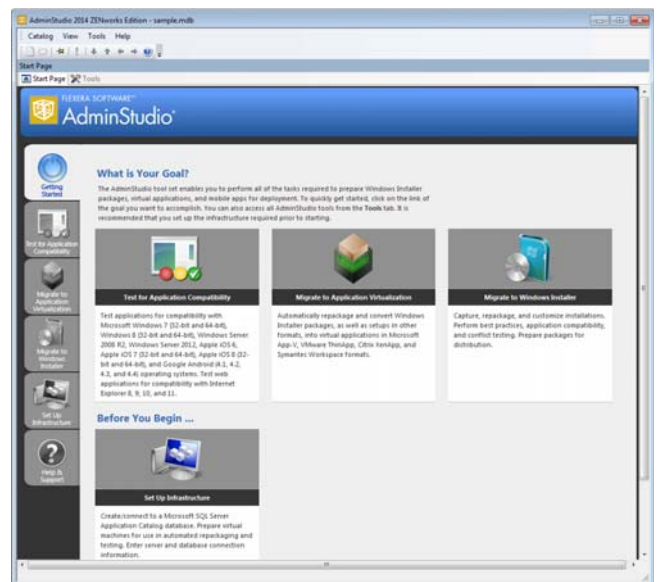 AdminStudio 2014 ZENworks Edition - sample.mdb
Catalog View Tools Help
Start Page
Start Page Tools
FLEXERA SOFTWARE™
AdminStudio®
Getting
Started
What is Your Goal?
The AdminStudio tool set enables you to perform all of the tasks required to prepare Windows Installer
packages, virtual applications, and mobile apps for deployment. To quickly get started, click on the link of
the goal you want to accomplish. You can also access all AdminStudio tools from the Tools tab. It is
recommended that you set up the infrastructure required prior to starting.
Test for Application
Compatibility
Migrate to
Application
Virtualization
Migrate to
Windows
Installer
Set Up
Infrastructure
Help &
Support
Test for Application Compatibility
Test applications for compatibility with
Microsoft Windows 7 (32-bit and 64-bit),
Windows 8 (32-bit and 64-bit), Windows Server
2008 R2, Windows Server 2012, Apple iOS 6,
Apple iOS 7 (32-bit and 64-bit), Apple iOS 8 (32-
bit and 64-bit), and Google Android (4.1, 4.2,
4.3, and 4.4) operating systems. Test web
applications for compatibility with Internet
Explorer 8, 9, 10, and 11.
Migrate to Application Virtualization
Automatically repackage and convert Windows
Installer packages, as well as setups in other
formats, into virtual applications in Microsoft
App-V, VMware ThinApp, Citrix XenApp, and
Symantec Workspace formats.
Migrate to Windows Installer
Capture, repackage, and customize installations.
Perform best practices, application compatibility,
and conflict testing. Prepare packages for
distribution.
Before You Begin ...
Set Up Infrastructure
Create/connect to a Microsoft SQL Server
Application Catalog database. Prepare virtual
machines for use in automated repackaging and
testing. Enter server and database connection
information.